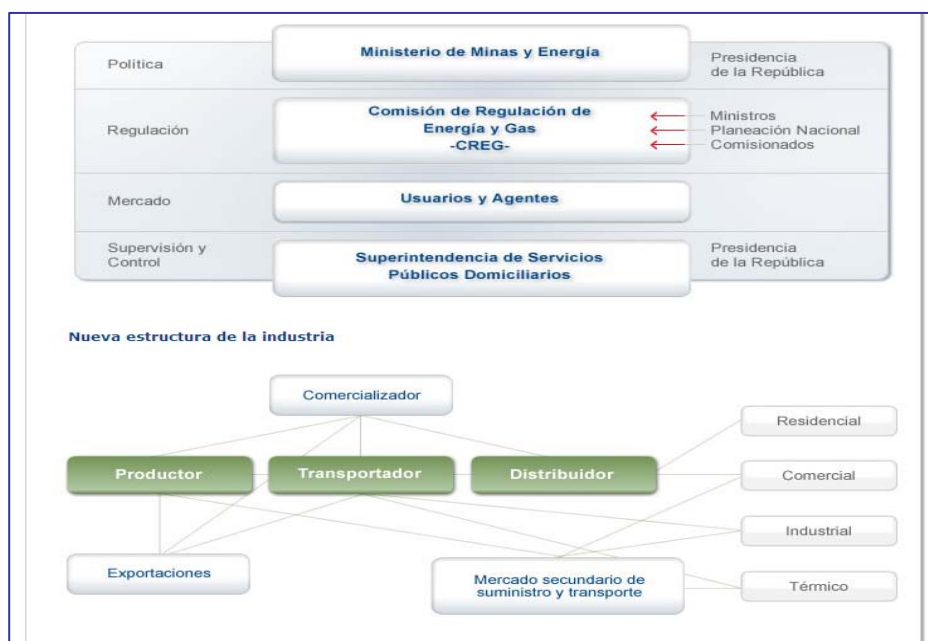 Política
Ministerio de Minas y Energía
Presidencia
de la República
Regulación
Comisión de Regulación de
Energía y Gas
-CREG-
Ministros
Planeación Nacional
Comisionados
Mercado
Usuarios y Agentes
Supervisión y
Control
Superintendencia de Servicios
Públicos Domiciliarios
Presidencia
de la República
Nueva estructura de la industria
Comercializador
Productor
Transportador
Distribuidor
Residencial
Comercial
Industrial
Térmico
Exportaciones
Mercado secundario de
suministro y transporte